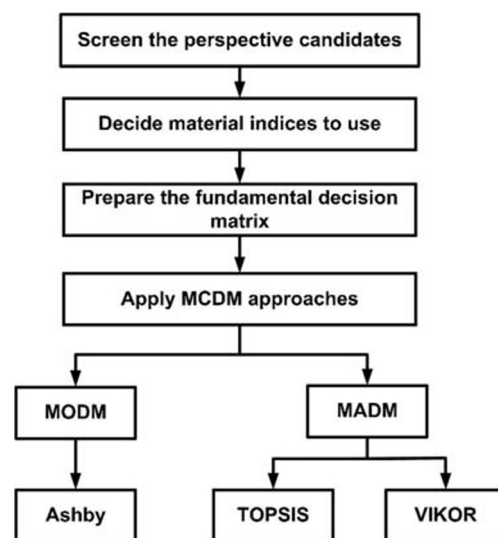 Screen the perspective candidates
Decide material indices to use
Prepare the fundamental decision
matrix
Apply MCDM approaches
MODM
MADM
Ashby
TOPSIS
VIKOR